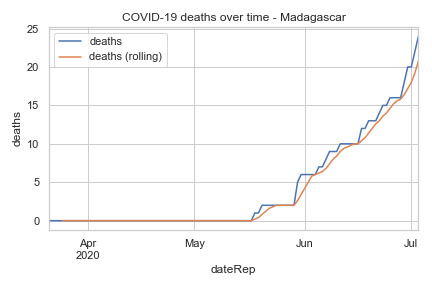 COVID-19 deaths over time - Madagascar
deaths
deaths (rolling)
deaths
25
20
15
10
5
0
Apr
2020
May
Jun
Jul
dateRep